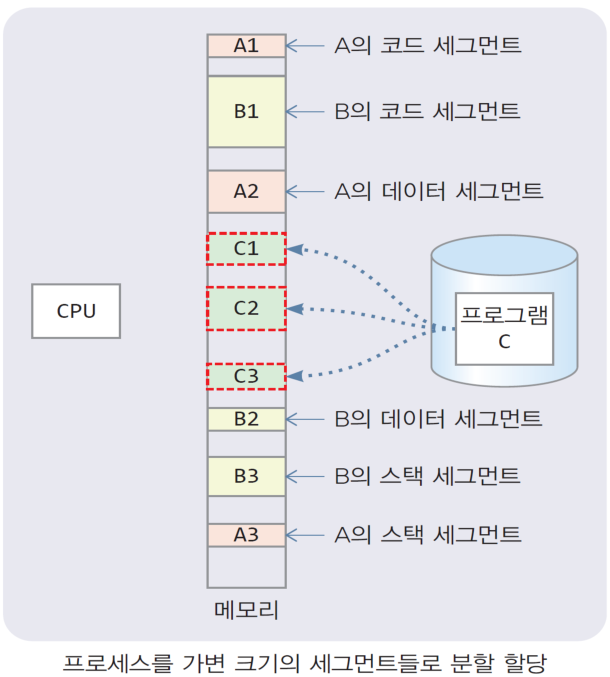 A1
A의 코드 세그먼트
B1
B의 코드 세그먼트
A2
A의 데이터 세그먼트
C1
C2
CPU
프로그램
C
C3
B2
B의 데이터 세그먼트
B3
B의 스택 세그먼트
A3
A의 스택 세그먼트
메모리
프로세스를 가변 크기의 세그먼트들로 분할 할당